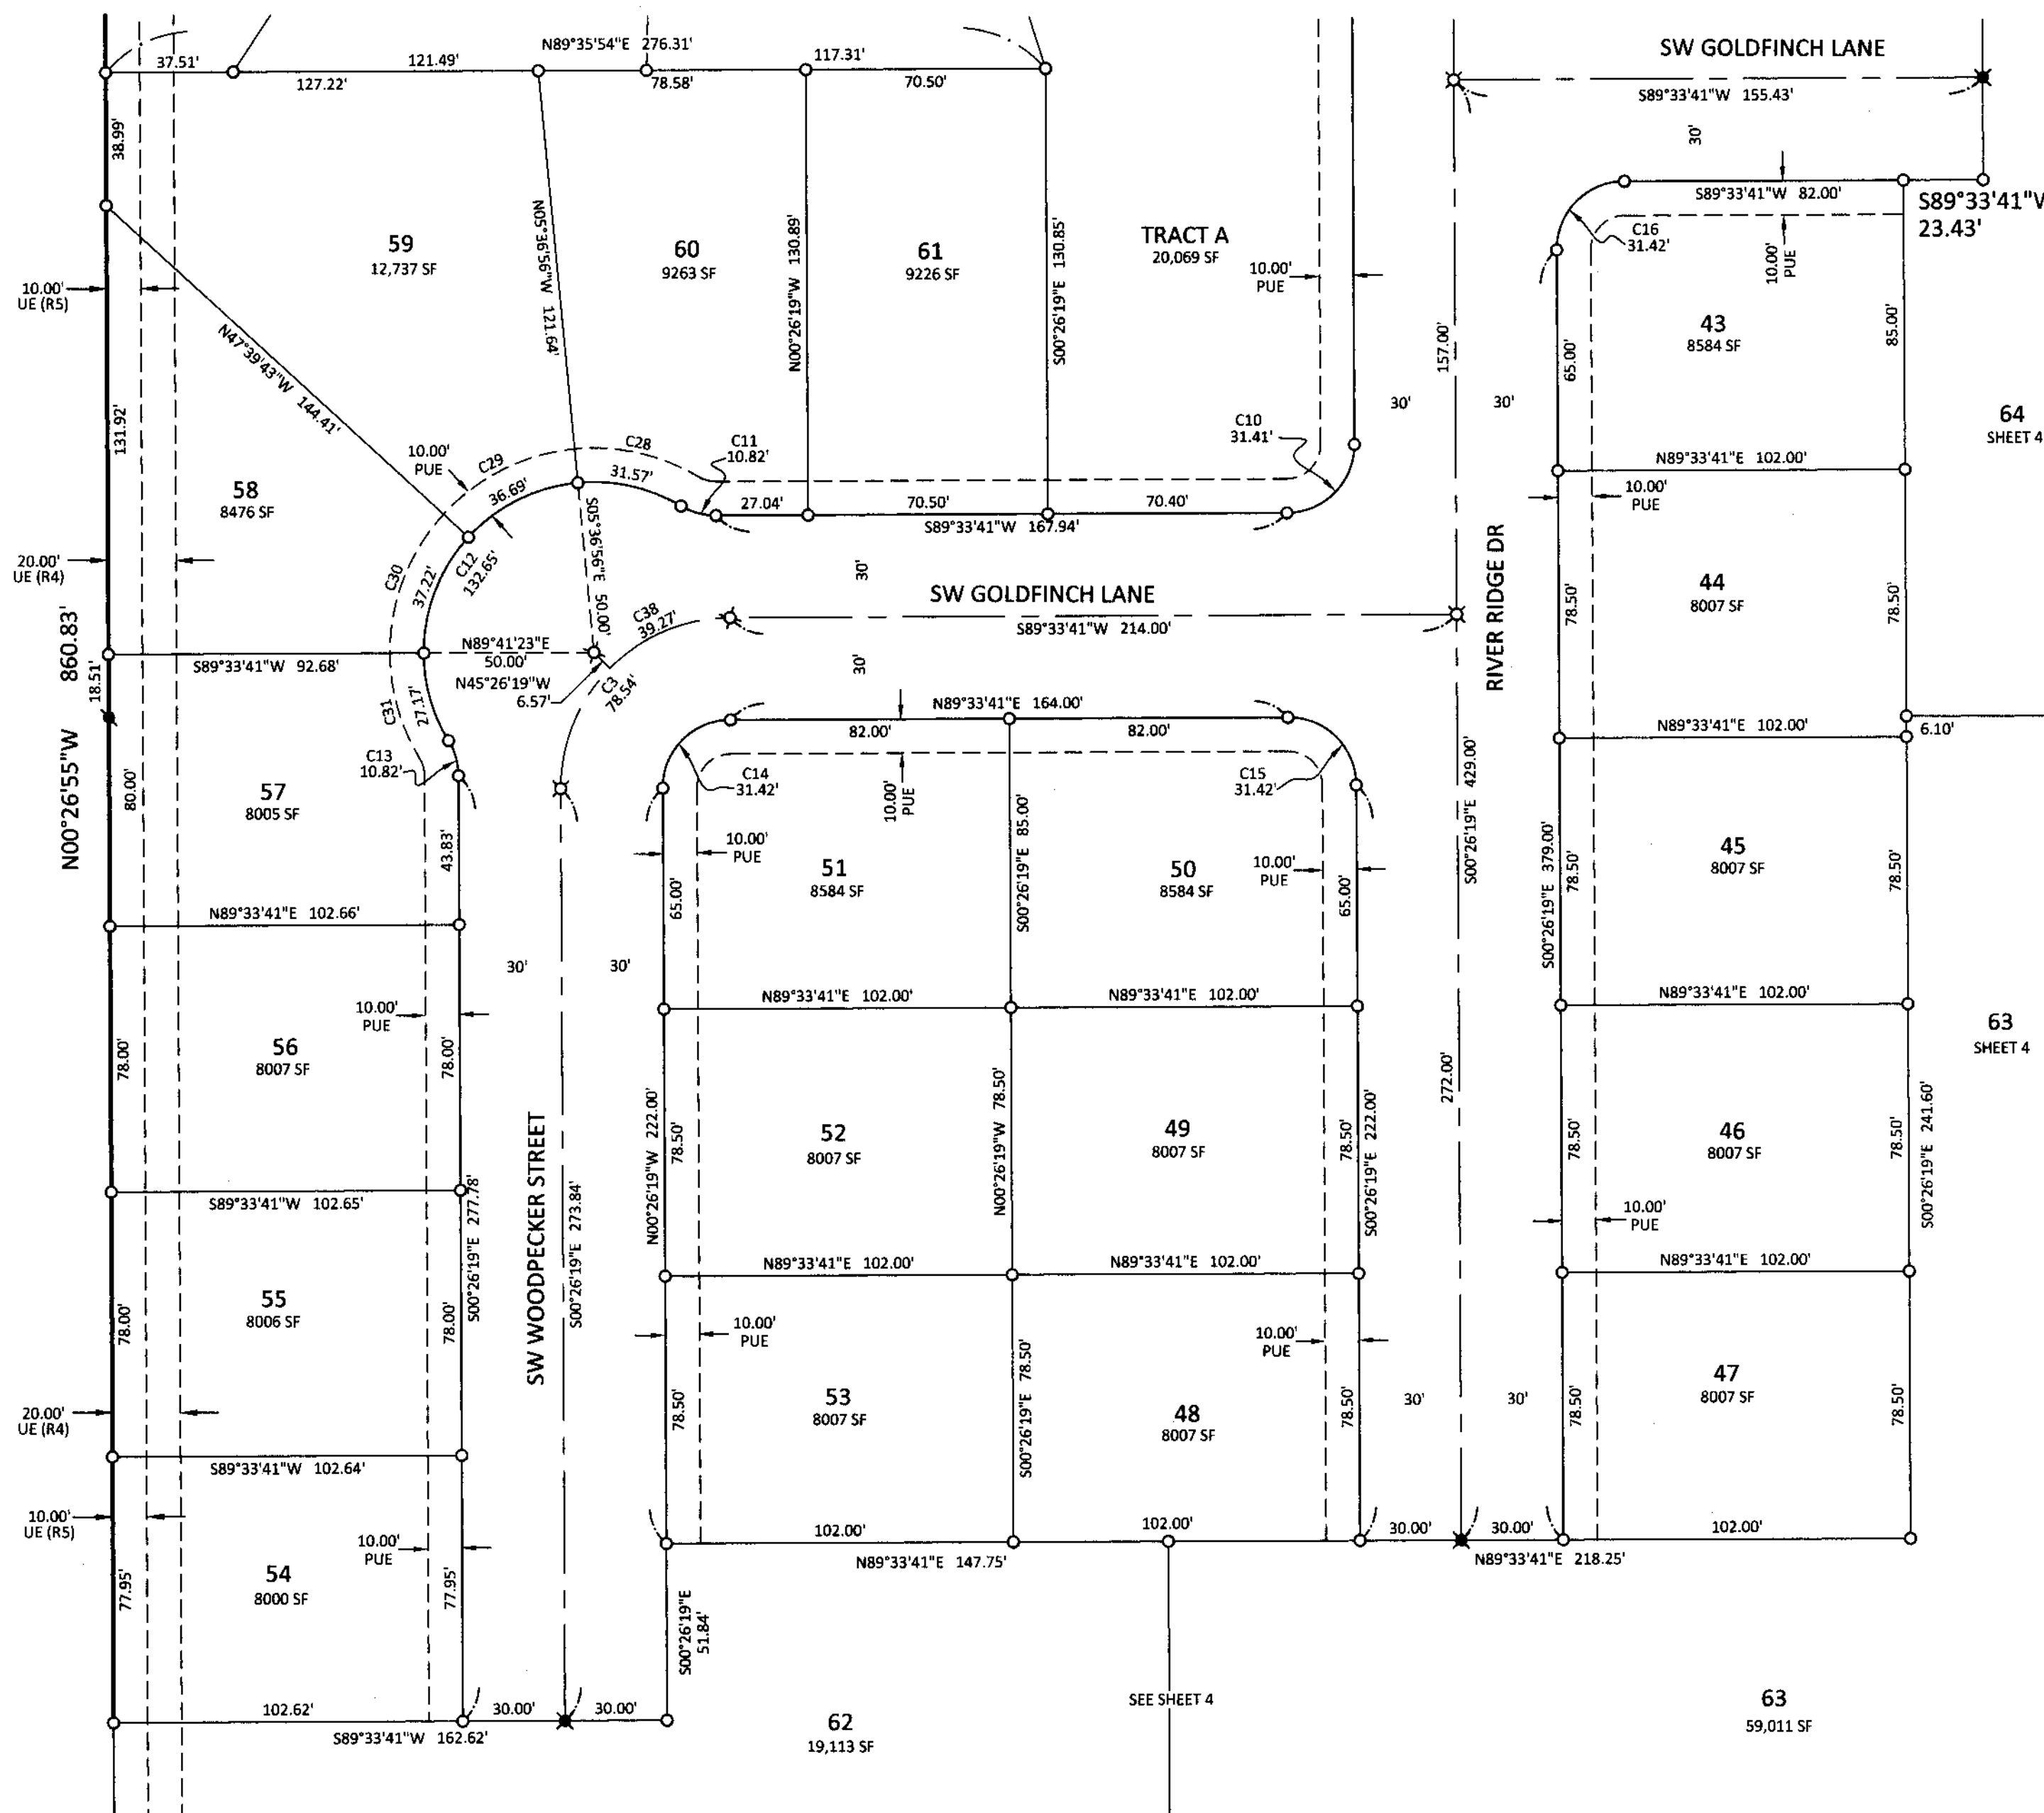 SW GOLDFINCH LANE
N89°35'54"E 276.31'
37.51'
121.49'
117.31'
127.22'
78.58'
70.50'
S89°33'41"W 155.43'
30'
38.99'
S89°33'41"W 82.00'
S89°33'41"W
23.43'
C16
31.42'
10.00'
PUE
59
12,737 SF
N05°36'56"W 121.64'
60
9263 SF
N00°26'19"W 130.89'
61
9226 SF
S00°26'19"E 130.85'
TRACT A
20,069 SF
10.00'
PUE
10.00'
UE (R5)
N47°39'43"W 144.41'
131.92'
157.00'
65.00'
43
8584 SF
85.00'
30'
30'
64
SHEET 4
C10
31.41'
C28
C11
10.82'
10.00'
PUE
C29
31.57'
36.69'
27.04'
70.50'
70.40'
S89°33'41"W 167.94'
N89°33'41"E 102.00'
10.00'
PUE
58
8476 SF
20.00'
UE (R4)
C30
37.22'
C12
132.65'
S05°36'56"E 50.00'
30'
SW GOLDFINCH LANE
S89°33'41"W 214.00'
C38
39.27'
RIVER RIDGE DR
44
8007 SF
78.50'
78.50'
N00°26'55"W 860.83'
18.51'
S89°33'41"W 92.68'
N89°41'23"E
50.00'
N45°26'19"W
6.57'
C3
78.54'
30'
C31
27.17'
C13
10.82'
N89°33'41"E 164.00'
82.00'
82.00'
N89°33'41"E 102.00'
6.10'
80.00'
57
8005 SF
43.83'
C14
31.42'
10.00'
PUE
C15
31.42'
10.00'
PUE
65.00'
51
8584 SF
S00°26'19"E 85.00'
50
8584 SF
10.00'
PUE
65.00'
S00°26'19"E 429.00'
S00°26'19"E 379.00'
78.50'
45
8007 SF
78.50'
N89°33'41"E 102.66'
30'
30'
N89°33'41"E 102.00'
N89°33'41"E 102.00'
N89°33'41"E 102.00'
10.00'
PUE
78.00'
56
8007 SF
78.00'
SW WOODPECKER STREET
S00°26'19"E 273.84'
N00°26'19"W 222.00'
78.50'
52
8007 SF
N00°26'19"W 78.50'
49
8007 SF
78.50'
S00°26'19"E 222.00'
272.00'
78.50'
46
8007 SF
78.50'
S00°26'19"E 241.60'
63
SHEET 4
10.00'
PUE
S89°33'41"W 102.65'
S00°26'19"E 277.78'
N89°33'41"E 102.00'
N89°33'41"E 102.00'
N89°33'41"E 102.00'
78.00'
55
8006 SF
78.00'
10.00'
PUE
10.00'
PUE
20.00'
UE (R4)
78.50'
53
8007 SF
S00°26'19"E 78.50'
48
8007 SF
78.50'
30'
30'
78.50'
47
8007 SF
78.50'
S89°33'41"W 102.64'
10.00'
UE (R5)
10.00'
PUE
102.00'
102.00'
30.00'
30.00'
102.00'
N89°33'41"E 147.75'
N89°33'41"E 218.25'
77.95'
54
8000 SF
77.95'
S00°26'19"E
51.84'
102.62'
30.00'
30.00'
S89°33'41"W 162.62'
62
19,113 SF
SEE SHEET 4
63
59,011 SF